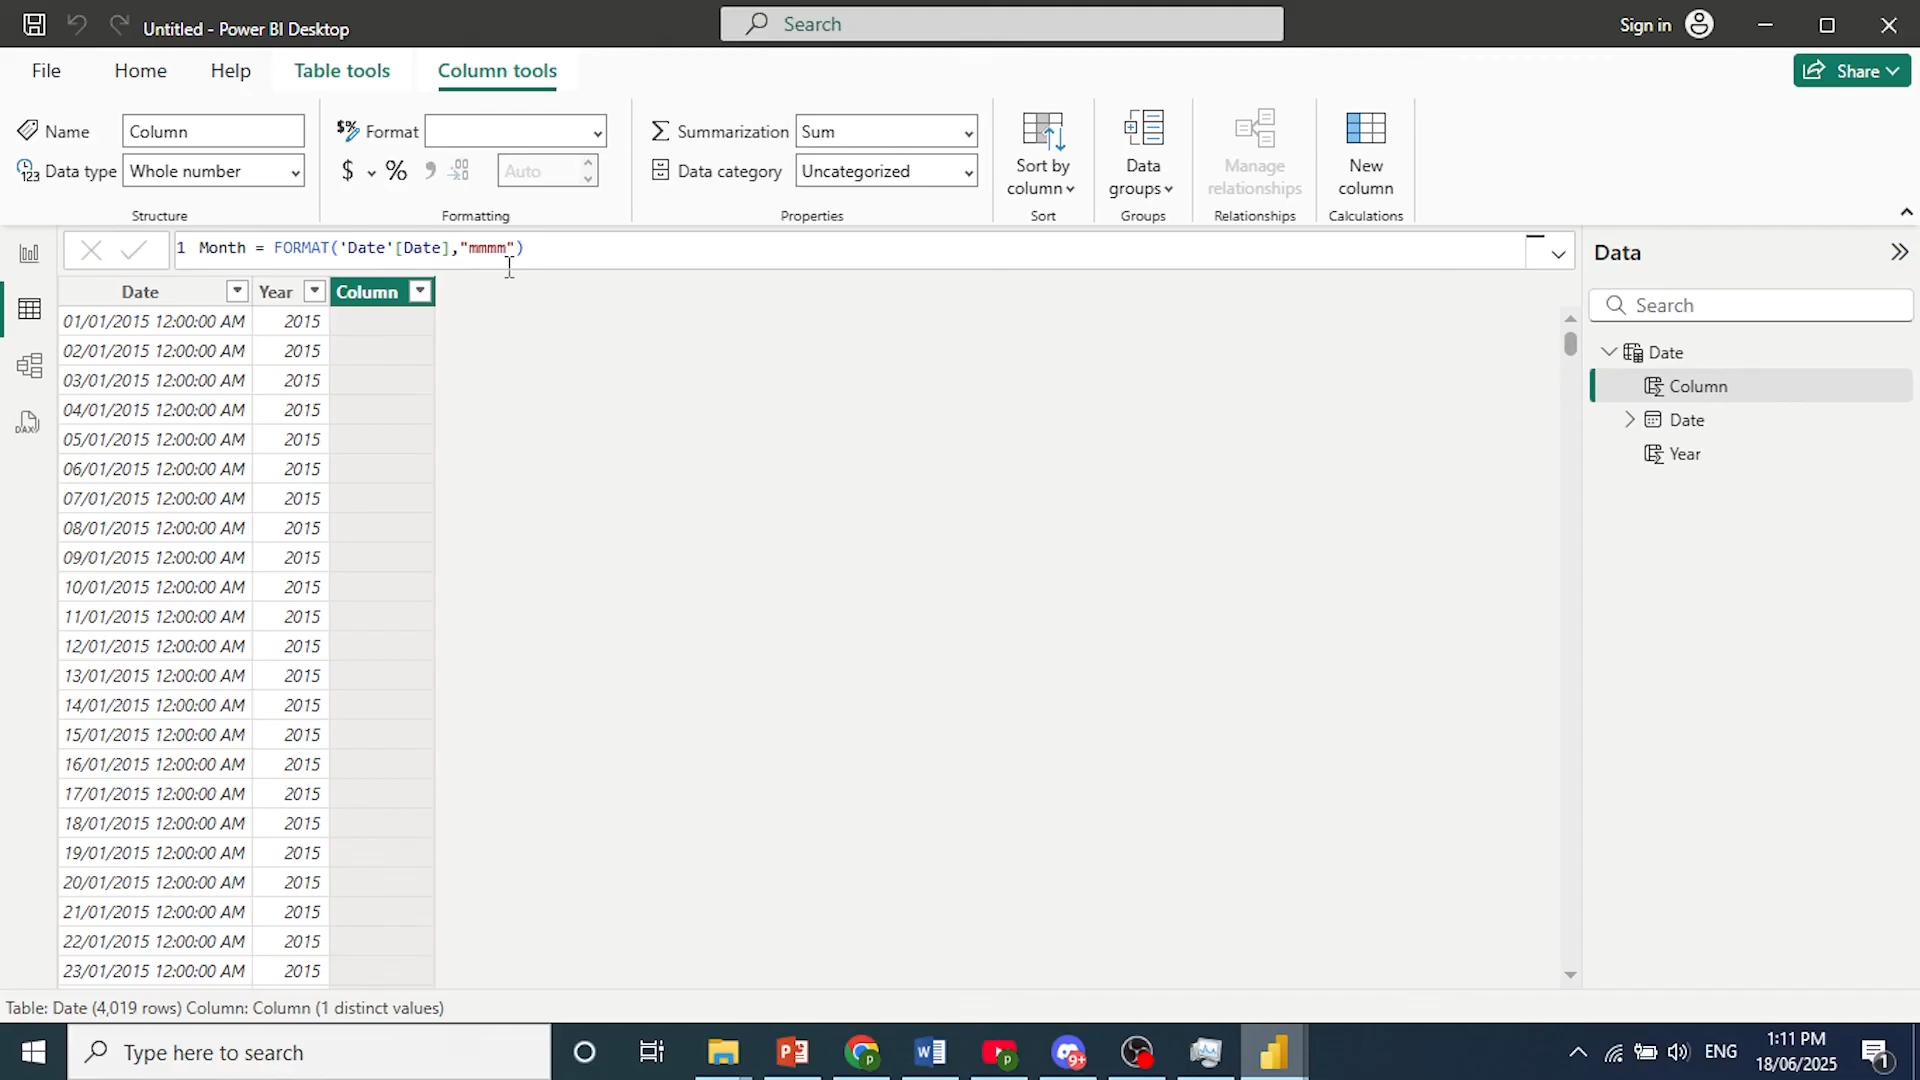 Untitled - Power BI Desktop
Search
Sign in
File
Home
Help
Table tools
Column tools
Share
Name
Column
Format
Summarization
Sum
Data type
Whole number
$
%
Auto
Data category
Uncategorized
Sort by
column
Data
groups
Manage
relationships
New
column
Structure
Formatting
Properties
Sort
Groups
Relationships
Calculations
1 Month = FORMAT('Date'[Date],"mmmm")
Data
Search
Date
Column
Date
Year
Date Year Column
01/01/2015 12:00:00 AM 2015
02/01/2015 12:00:00 AM 2015
03/01/2015 12:00:00 AM 2015
04/01/2015 12:00:00 AM 2015
05/01/2015 12:00:00 AM 2015
06/01/2015 12:00:00 AM 2015
07/01/2015 12:00:00 AM 2015
08/01/2015 12:00:00 AM 2015
09/01/2015 12:00:00 AM 2015
10/01/2015 12:00:00 AM 2015
11/01/2015 12:00:00 AM 2015
12/01/2015 12:00:00 AM 2015
13/01/2015 12:00:00 AM 2015
14/01/2015 12:00:00 AM 2015
15/01/2015 12:00:00 AM 2015
16/01/2015 12:00:00 AM 2015
17/01/2015 12:00:00 AM 2015
18/01/2015 12:00:00 AM 2015
19/01/2015 12:00:00 AM 2015
20/01/2015 12:00:00 AM 2015
21/01/2015 12:00:00 AM 2015
22/01/2015 12:00:00 AM 2015
23/01/2015 12:00:00 AM 2015
Table: Date (4,019 rows) Column: Column (1 distinct values)
Type here to search
ENG
1:11 PM
18/06/2025